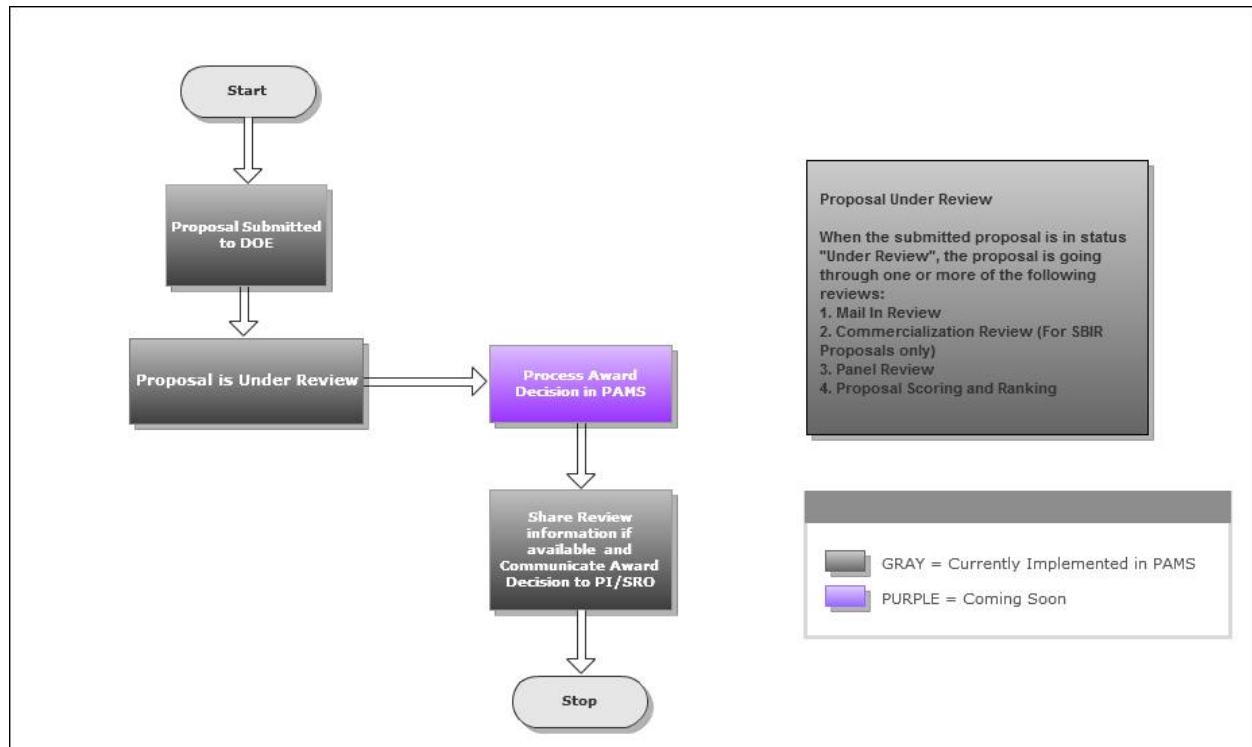 Start
Proposal Submitted
to DOE
Proposal is Under Review
Process Award
Decision in PAMS
Share Review
information if
available and
Communicate Award
Decision to PI/SRO
Stop
Proposal Under Review
When the submitted proposal is in status
"Under Review", the proposal is going
through one or more of the following
reviews:
1. Mail In Review
2. Commercialization Review (For SBIR
Proposals only)
3. Panel Review
4. Proposal Scoring and Ranking
GRAY = Currently Implemented in PAMS
PURPLE = Coming Soon